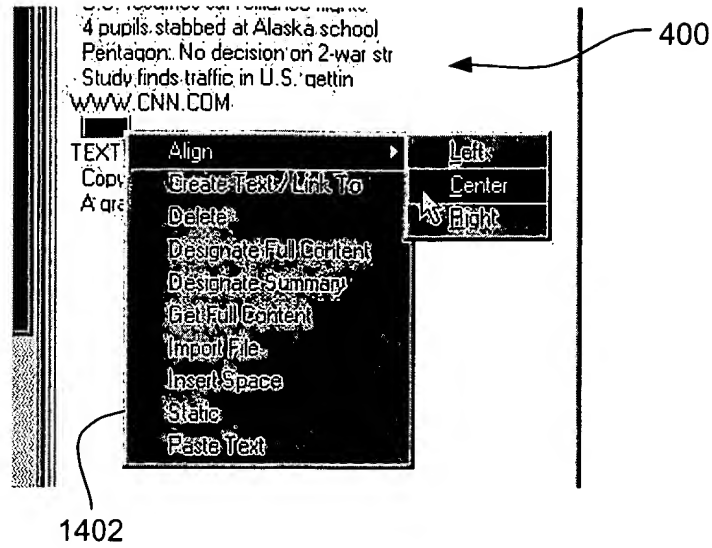 4 pupils stabbed at Alaska school
Pentagon: No decision on 2-war str
Study finds traffic in U.S. gettin
WWW.CNN.COM
400
TEXT
Align
Left
Copy
Create Text / Link To
Center
A gra
Delete
Right
Designate Full Content
Designate Summary
Get Full Content
Import File
Insert Space
Static
Paste Text
1402